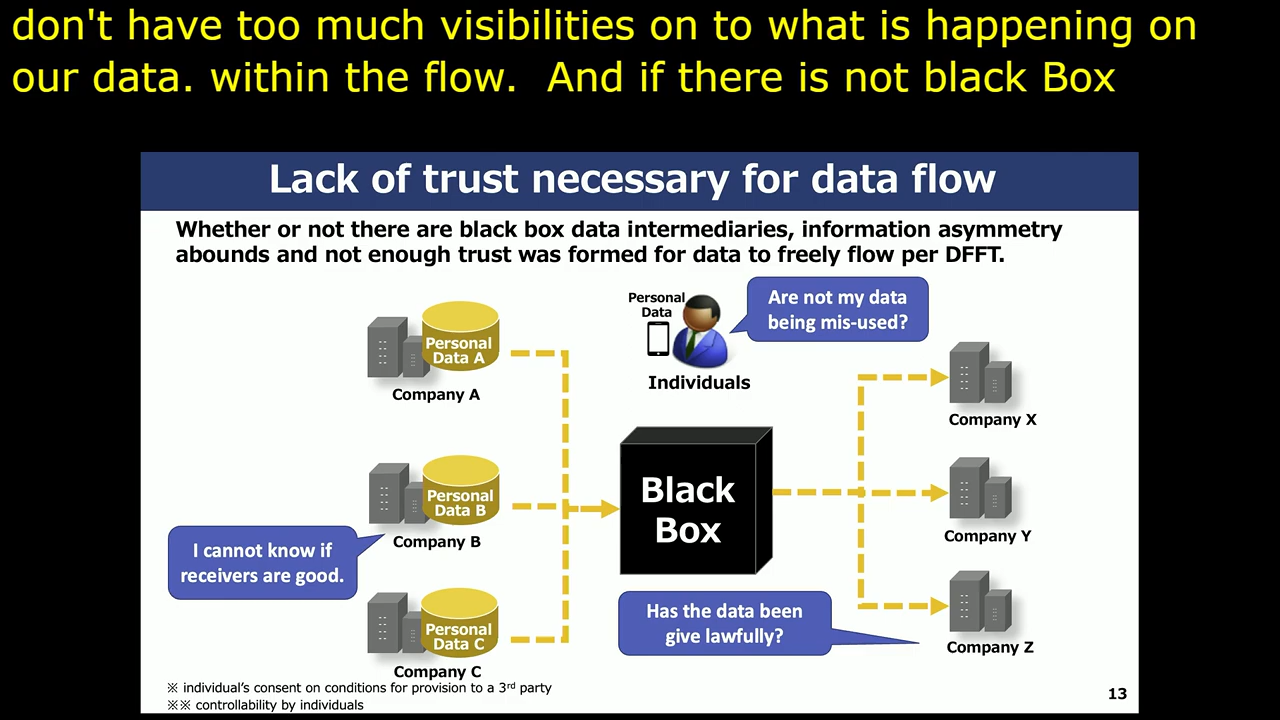 don't have too much visibilities on to what is happening on
our data. within the flow.  And if there is not black Box
Lack of trust necessary for data flow
Whether or not there are black box data intermediaries, information asymmetry
abounds and not enough trust was formed for data to freely flow per DFFT.
Personal
Data
Individuals
Are not my data
being mis-used?
Personal
Data A
Company A
Personal
Data B
Company B
I cannot know if
receivers are good.
Personal
Data C
Company C
Black
Box
Company X
Company Y
Company Z
Has the data been
give lawfully?
※ individual's consent on conditions for provision to a 3rd party
※※ controllability by individuals
13